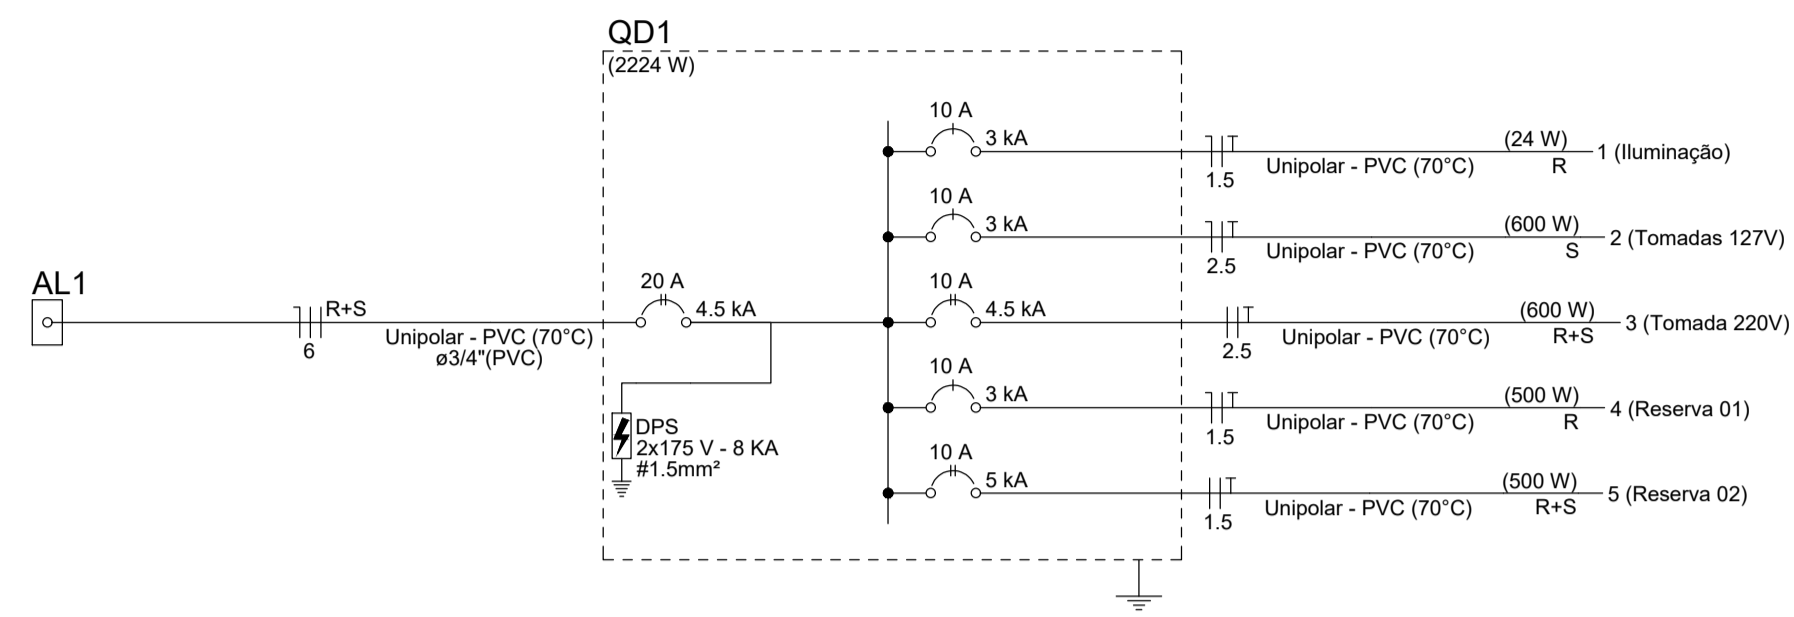 QD1
(2224 W)
AL1
R+S
6
Unipolar - PVC (70°C)
ø3/4"(PVC)
20 A
4.5 kA
DPS
2x175 V - 8 KA
#1.5mm²
10 A
3 kA
1.5
Unipolar - PVC (70°C)
(24 W)
R
1 (Iluminação)
10 A
3 kA
2.5
Unipolar - PVC (70°C)
(600 W)
S
2 (Tomadas 127V)
10 A
4.5 kA
2.5
Unipolar - PVC (70°C)
(600 W)
R+S
3 (Tomada 220V)
10 A
3 kA
1.5
Unipolar - PVC (70°C)
(500 W)
R
4 (Reserva 01)
10 A
5 kA
1.5
Unipolar - PVC (70°C)
(500 W)
R+S
5 (Reserva 02)